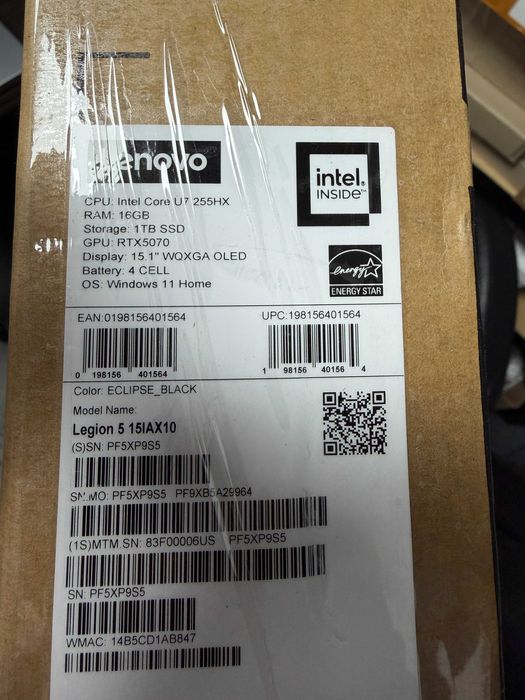 Lenovo
intel.
INSIDE™
CPU: Intel Core U7 255HX
RAM: 16GB
Storage: 1TB SSD
GPU: RTX5070
Display: 15.1" WQXGA OLED
Battery: 4 CELL
OS: Windows 11 Home
energy
ENERGY STAR
EAN:0198156401564
UPC:198156401564
0 198156 401564
1 98156 40156 4
Color: ECLIPSE_BLACK
Model Name:
Legion 5 15IAX10
(S)SN: PF5XP9S5
SN:MO: PF5XP9S5 PF9XB5A29964
(1S)MTM.SN: 83F00006US PF5XP9S5
SN: PF5XP9S5
WMAC: 14B5CD1AB847